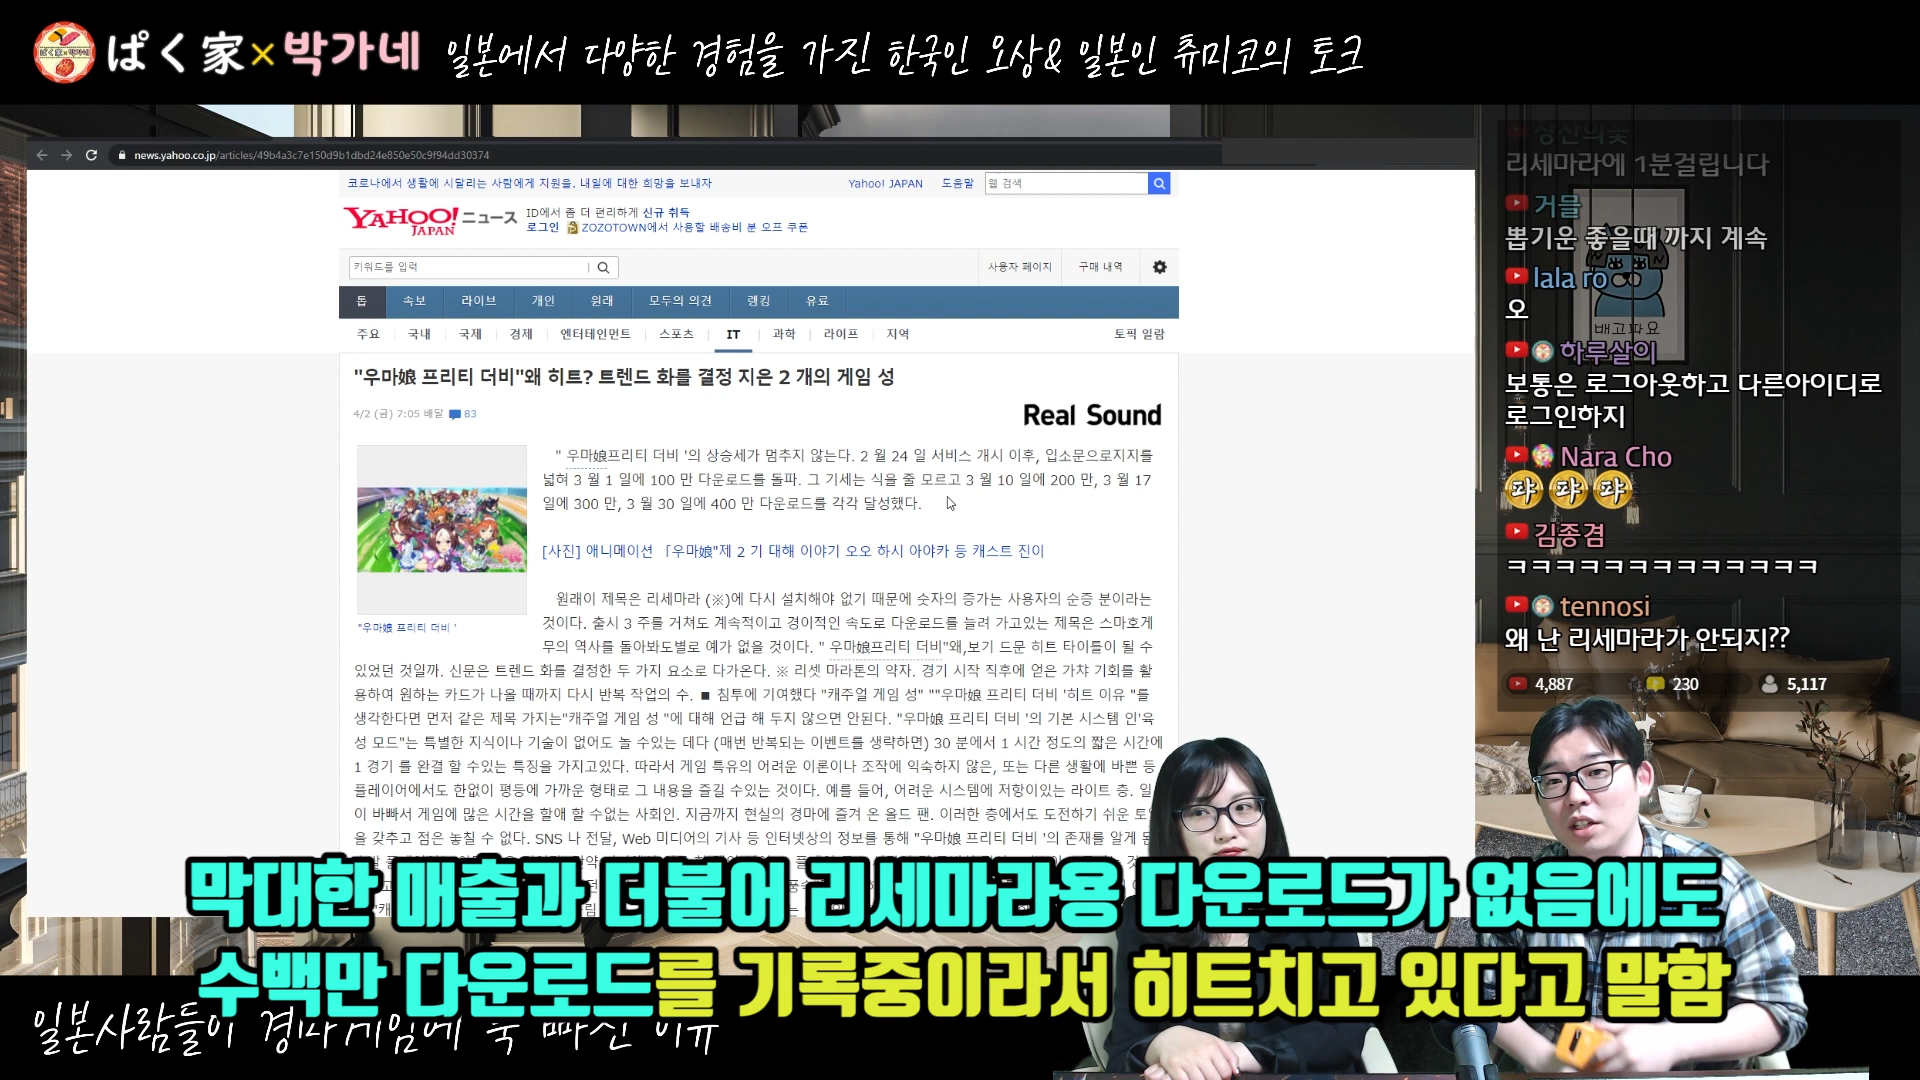 ぱく家×박가네 일본에서 다양한 경험을 가진 한국인 오상& 일본인 츄미코의 토크
news.yahoo.co.jp/articles/49b4a3c7e150d9b1dbd24e850e50c9f94dd30374
코로나에서 생활에 시달리는 사람에게 지원을. 내일에 대한 희망을 보내자
Yahoo! JAPAN 도움말 웹 검색
YAHOO! JAPAN ニュース
ID에서 좀 더 편리하게 신규 취득
로그인 ZOZOTOWN에서 사용할 배송비 분 오프 쿠폰
키워드를 입력
사용자 페이지 구매 내역
톱 속보 라이브 개인 원래 모두의 의견 랭킹 유료
주요 국내 국제 경제 엔터테인먼트 스포츠 IT 과학 라이프 지역 토픽 일람
"우마娘 프리티 더비"왜 히트? 트렌드 화를 결정 지은 2 개의 게임 성
4/2 (금) 7:05 배달 83
Real Sound
" 우마娘프리티 더비 '의 상승세가 멈추지 않는다. 2 월 24 일 서비스 개시 이후, 입소문으로지지를
넓혀 3 월 1 일에 100 만 다운로드를 돌파. 그 기세는 식을 줄 모르고 3 월 10 일에 200 만, 3 월 17
일에 300 만, 3 월 30 일에 400 만 다운로드를 각각 달성했다.
[사진] 애니메이션 「우마娘"제 2 기 대해 이야기 오오 하시 아야카 등 캐스트 진이
"우마娘 프리티 더비 '
원래이 제목은 리세마라 (※)에 다시 설치해야 없기 때문에 숫자의 증가는 사용자의 순증 분이라는
것이다. 출시 3 주를 거쳐도 계속적이고 경이적인 속도로 다운로드를 늘려 가고있는 제목은 스마호게
무의 역사를 돌아봐도별로 예가 없을 것이다. " 우마娘프리티 더비"왜,보기 드문 히트 타이틀이 될 수
있었던 것일까. 신문은 트렌드 화를 결정한 두 가지 요소로 다가온다. ※ 리셋 마라톤의 약자. 경기 시작 직후에 얻은 가챠 기회를 활
용하여 원하는 카드가 나올 때까지 다시 반복 작업의 수. ■ 침투에 기여했다 "캐주얼 게임 성" ""우마娘 프리티 더비 '히트 이유 "를
생각한다면 먼저 같은 제목 가지는"캐주얼 게임 성 "에 대해 언급 해 두지 않으면 안된다. "우마娘 프리티 더비 '의 기본 시스템 인'육
성 모드"는 특별한 지식이나 기술이 없어도 놀 수있는 데다 (매번 반복되는 이벤트를 생략하면) 30 분에서 1 시간 정도의 짧은 시간에
1 경기 를 완결 할 수있는 특징을 가지고있다. 따라서 게임 특유의 어려운 이론이나 조작에 익숙하지 않은, 또는 다른 생활에 바쁜 등
플레이어에서도 한없이 평등에 가까운 형태로 그 내용을 즐길 수있는 것이다. 예를 들어, 어려운 시스템에 저항이있는 라이트 층. 일
이 바빠서 게임에 많은 시간을 할애 할 수없는 사회인. 지금까지 현실의 경마에 즐겨 온 올드 팬. 이러한 층에서도 도전하기 쉬운 토
을 갖추고 점은 놓칠 수 없다. SNS 나 전달, Web 미디어의 기사 등 인터넷상의 정보를 통해 "우마娘 프리티 더비 '의 존재를 알게
리세마라에 1분걸립니다
거믈
뽑기운 좋을때 까지 계속
lala ro
오
배고파요
하루살이
보통은 로그아웃하고 다른아이디로
로그인하지
Nara Cho
퍄 퍄 퍄
김종겸
ㅋㅋㅋㅋㅋㅋㅋㅋㅋㅋㅋㅋㅋ
tennosi
왜 난 리세마라가 안되지??
4,887 230 5,117
막대한 매출과 더불어 리세마라용 다운로드가 없음에도
수백만 다운로드를 기록중이라서 히트치고 있다고 말함
일본사람들이 경마게임에 푹 빠진 이유